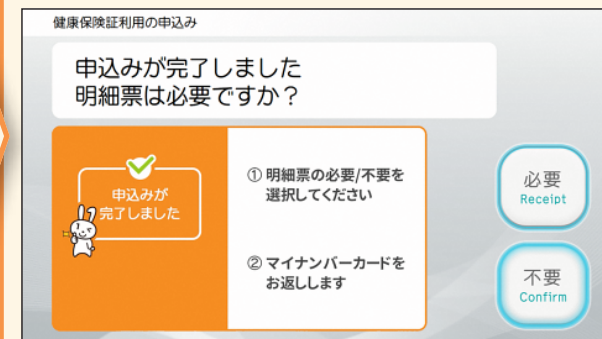 健康保険証利用の申込み
申込みが完了しました
明細票は必要ですか？
申込みが
完了しました
① 明細票の必要/不要を
選択してください
② マイナンバーカードを
お返しします
必要
Receipt
不要
Confirm